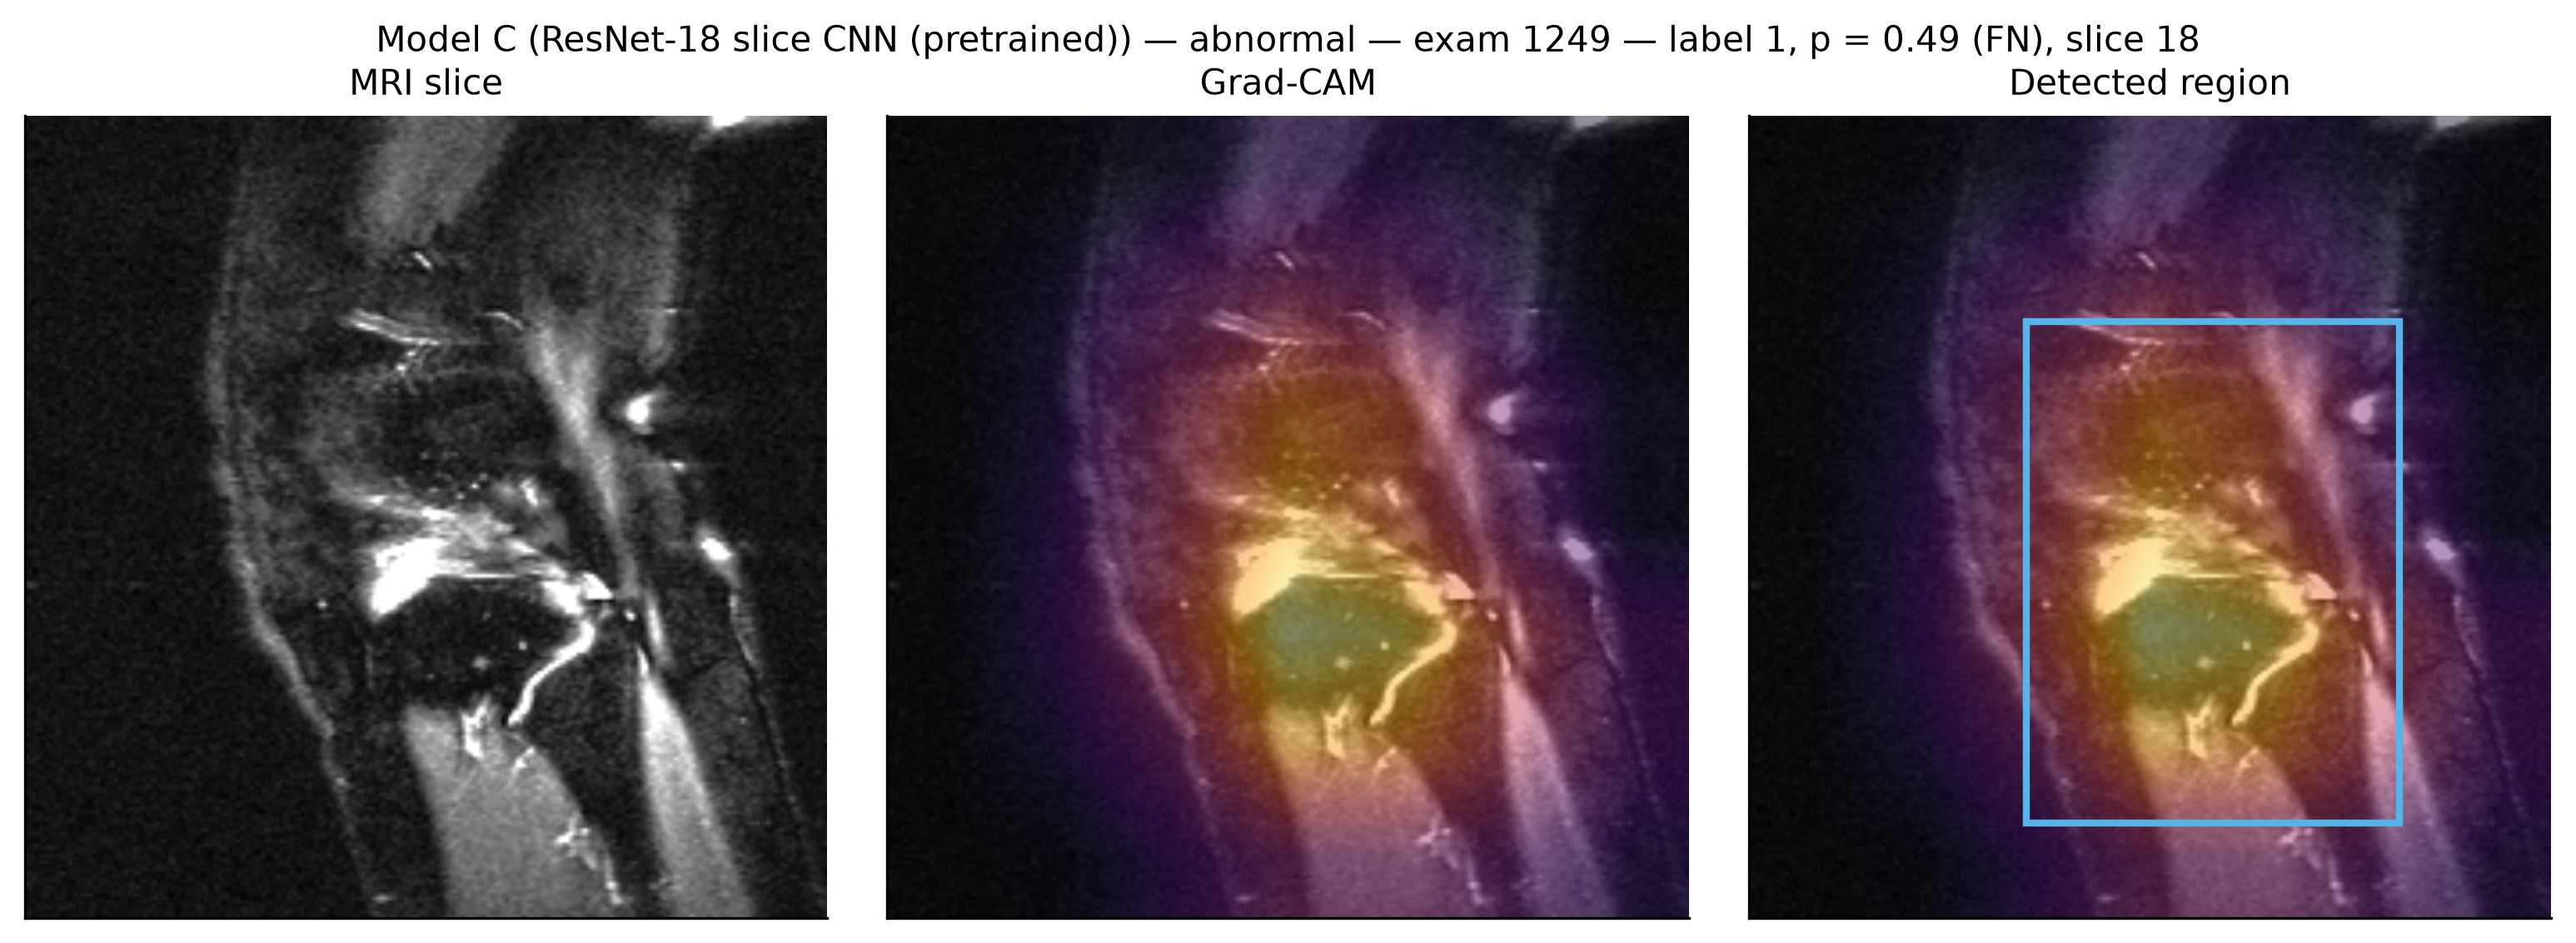 Model C (ResNet-18 slice CNN (pretrained)) — abnormal — exam 1249 — label 1, p = 0.49 (FN), slice 18
MRI slice
Grad-CAM
Detected region